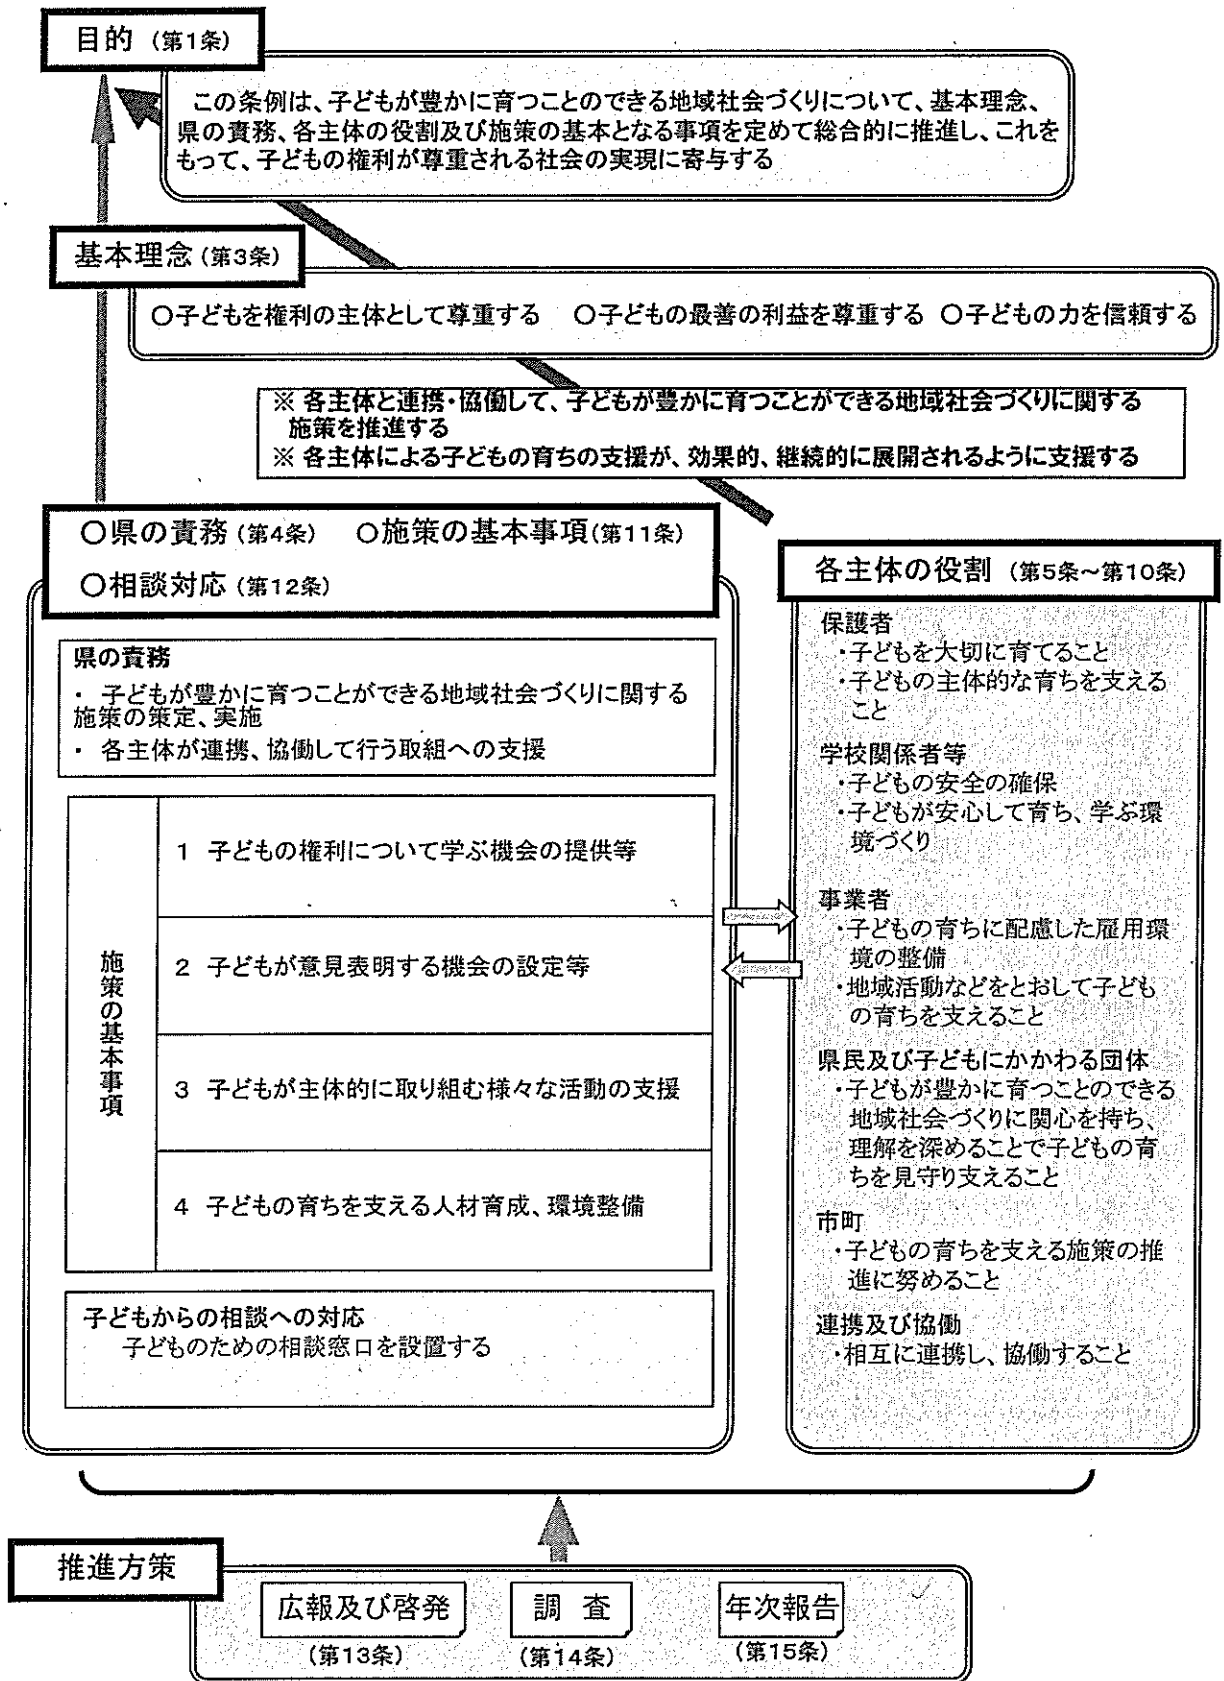 目的 (第1条)
この条例は、子どもが豊かに育つことのできる地域社会づくりについて、基本理念、
県の責務、各主体の役割及び施策の基本となる事項を定めて総合的に推進し、これを
もって、子どもの権利が尊重される社会の実現に寄与する
基本理念 (第3条)
○子どもを権利の主体として尊重する ○子どもの最善の利益を尊重する ○子どもの力を信頼する
※ 各主体と連携・協働して、子どもが豊かに育つことができる地域社会づくりに関する
施策を推進する
※ 各主体による子どもの育ちの支援が、効果的、継続的に展開されるように支援する
○県の責務 (第4条) ○施策の基本事項(第11条)
○相談対応 (第12条)
県の責務
・ 子どもが豊かに育つことができる地域社会づくりに関する
施策の策定、実施
・ 各主体が連携、協働して行う取組への支援
施策の基本事項
1 子どもの権利について学ぶ機会の提供等
2 子どもが意見表明する機会の設定等
3 子どもが主体的に取り組む様々な活動の支援
4 子どもの育ちを支える人材育成、環境整備
子どもからの相談への対応
子どものための相談窓口を設置する
各主体の役割 (第5条～第10条)
保護者
・子どもを大切に育てること
・子どもの主体的な育ちを支える
こと
学校関係者等
・子どもの安全の確保
・子どもが安心して育ち、学ぶ環
境づくり
事業者
・子どもの育ちに配慮した雇用環
境の整備
・地域活動などをとおして子ども
の育ちを支えること
県民及び子どもにかかわる団体
・子どもが豊かに育つことのできる
地域社会づくりに関心を持ち、
理解を深めることで子どもの育
ちを見守り支えること
市町
・子どもの育ちを支える施策の推
進に努めること
連携及び協働
・相互に連携し、協働すること
推進方策
広報及び啓発
(第13条)
調 査
(第14条)
年次報告
(第15条)